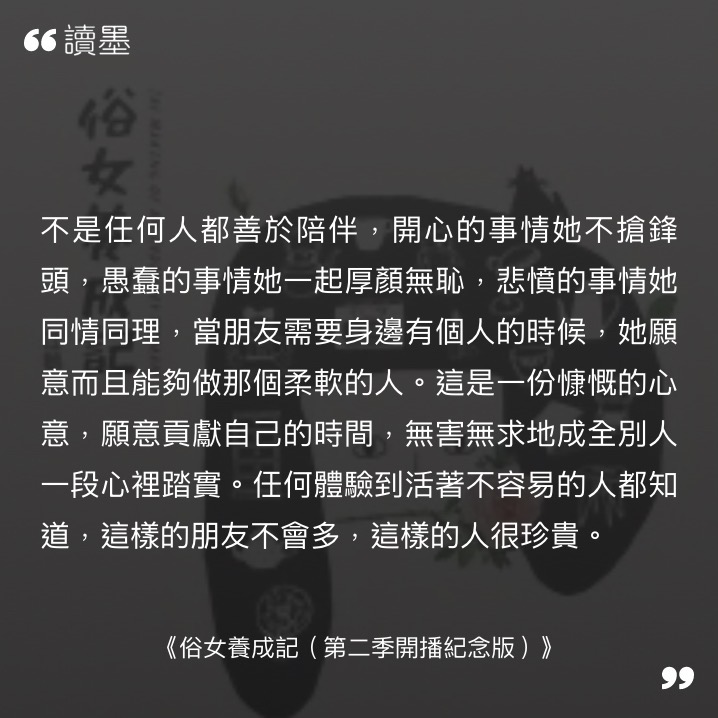 “讀墨
不是任何人都善於陪伴，開心的事情她不搶鋒
頭，愚蠢的事情她一起厚顏無恥，悲憤的事情她
同情同理，當朋友需要身邊有個人的時候，她願
意而且能夠做那個柔軟的人。這是一份慷慨的心
意，願意貢獻自己的時間，無害無求地成全別人
一段心裡踏實。任何體驗到活著不容易的人都知
道，這樣的朋友不會多，這樣的人很珍貴。
《俗女養成記（第二季開播紀念版）》
”